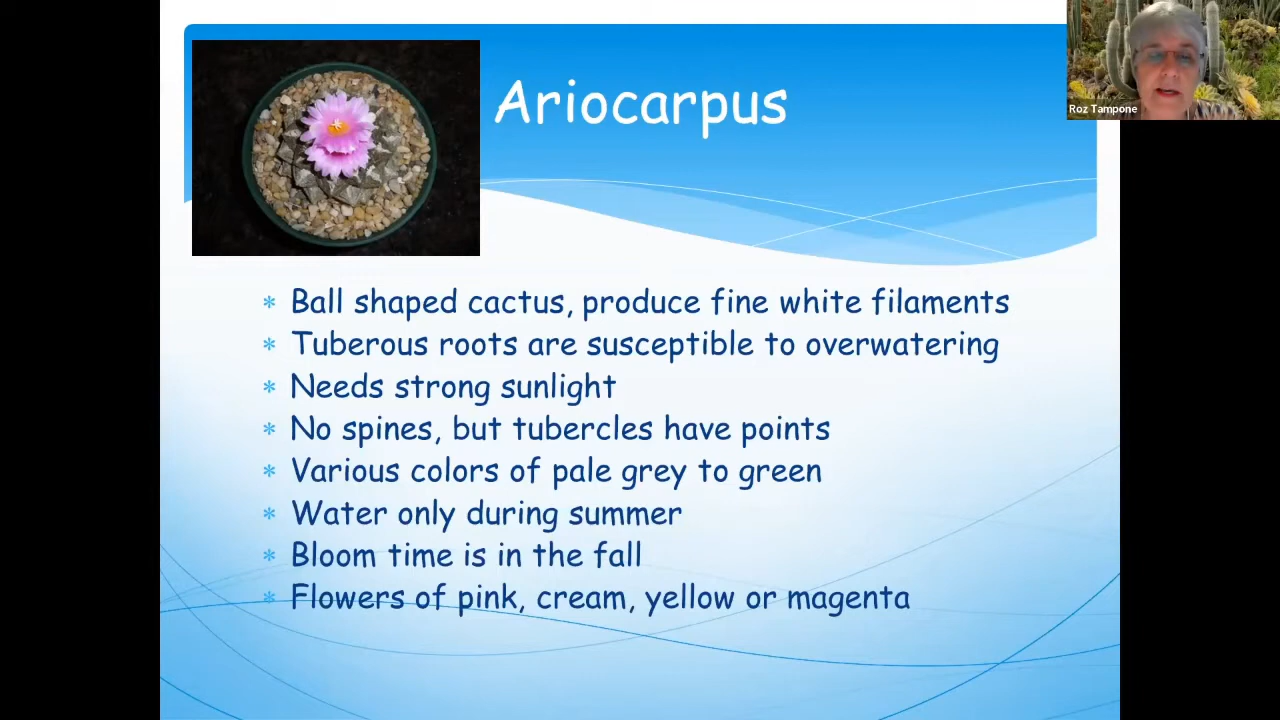 Ariocarpus
Roz Tampone
* Ball shaped cactus, produce fine white filaments
* Tuberous roots are susceptible to overwatering
* Needs strong sunlight
* No spines, but tubercles have points
* Various colors of pale grey to green
* Water only during summer
* Bloom time is in the fall
* Flowers of pink, cream, yellow or magenta